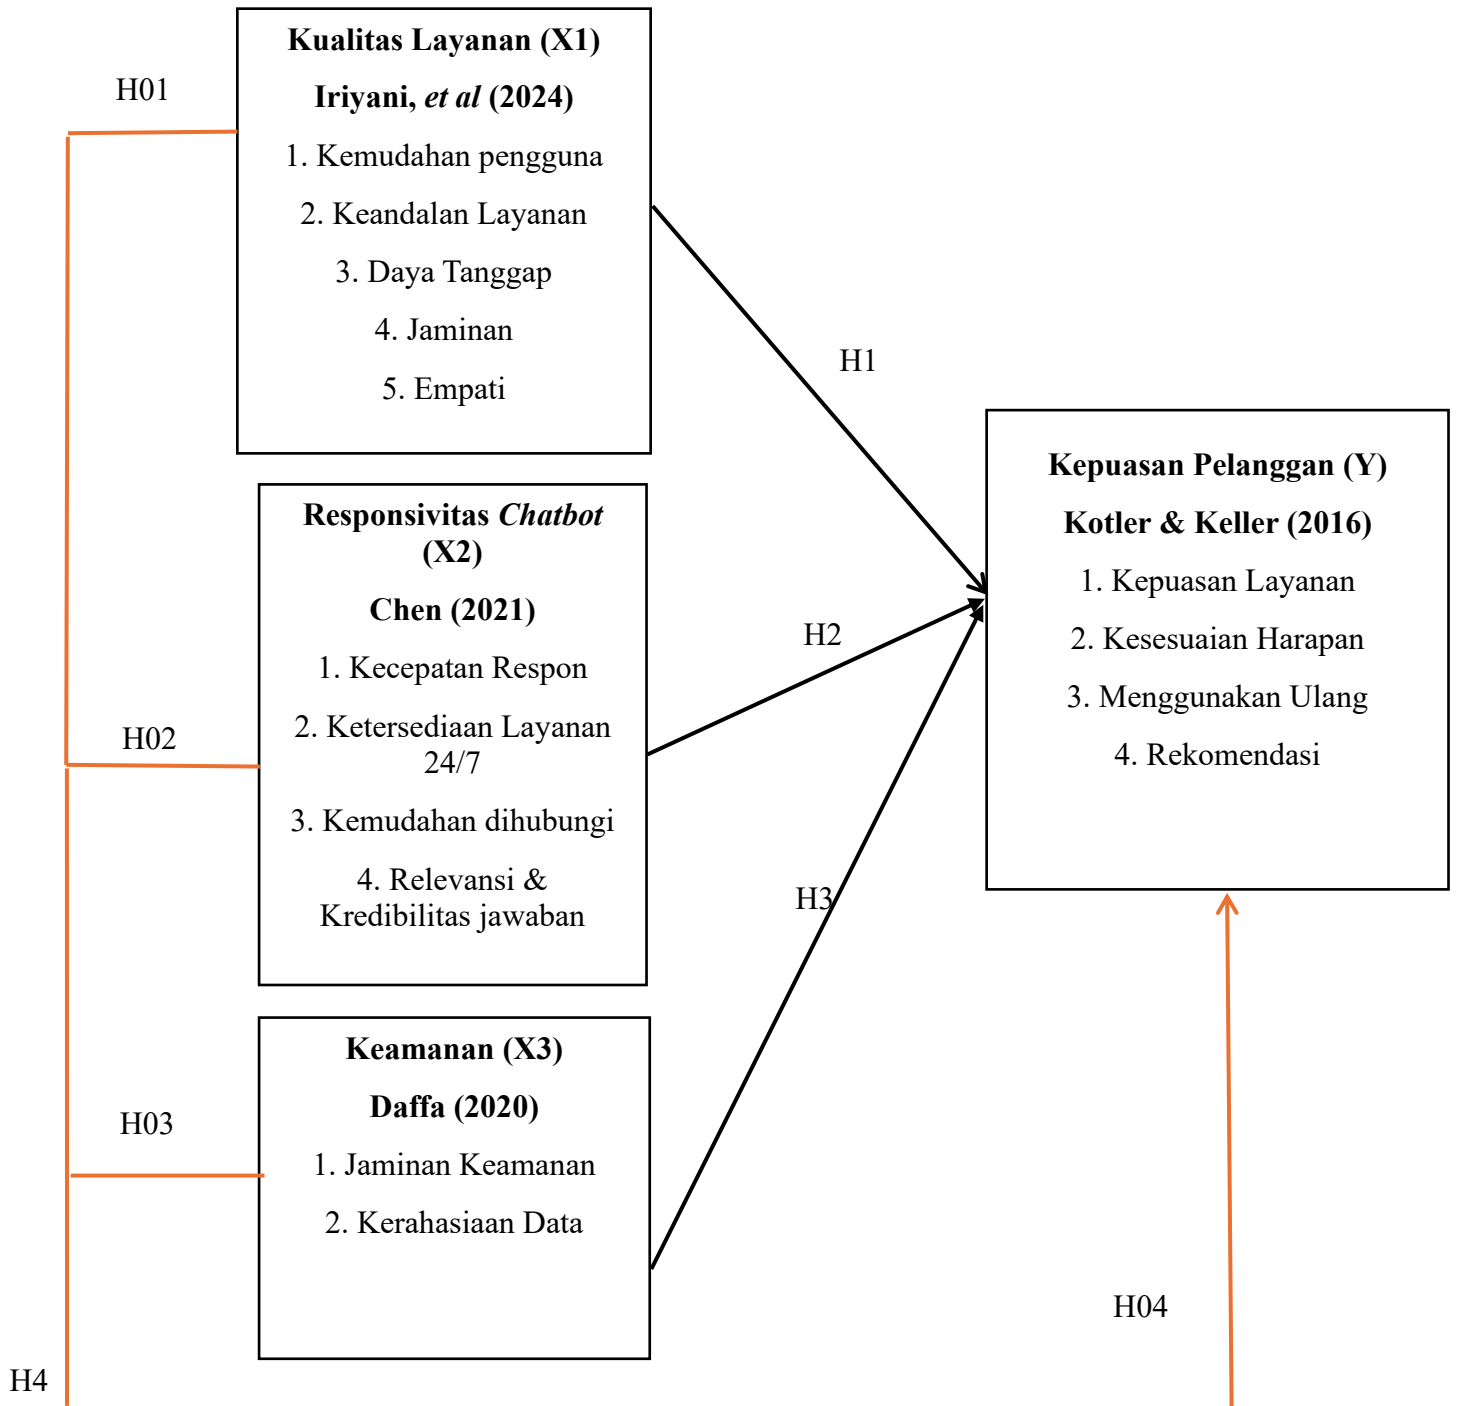 H01
Kualitas Layanan (X1)
Iriyani, et al (2024)
1. Kemudahan pengguna
2. Keandalan Layanan
3. Daya Tanggap
4. Jaminan
5. Empati
H1
H02
Responsivitas Chatbot
(X2)
Chen (2021)
1. Kecepatan Respon
2. Ketersediaan Layanan
24/7
3. Kemudahan dihubungi
4. Relevansi &
Kredibilitas jawaban
H2
H03
Keamanan (X3)
Daffa (2020)
1. Jaminan Keamanan
2. Kerahasiaan Data
H3
Kepuasan Pelanggan (Y)
Kotler & Keller (2016)
1. Kepuasan Layanan
2. Kesesuaian Harapan
3. Menggunakan Ulang
4. Rekomendasi
H4
H04